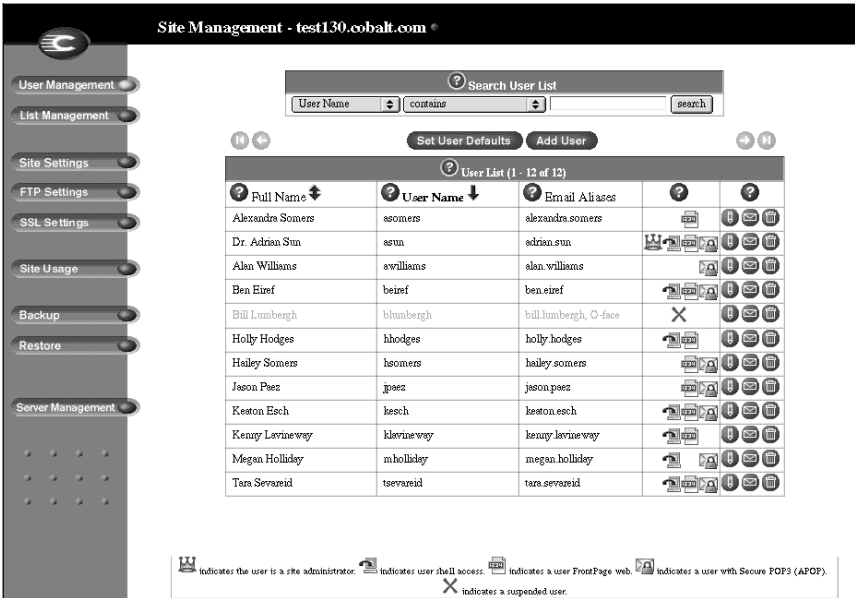 Site Management - test130.cobalt.com
User Management
List Management
Site Settings
FTP Settings
SSL Settings
Site Usage
Backup
Restore
Server Management
? Search User List
User Name contains search
Set User Defaults Add User
? User List (1 - 12 of 12)
? Full Name ? User Name ? Email Aliases ? ?
Alexandra Somers asomers alexandra.somers
Dr. Adrian Sun asun adrian.sun
Alan Williams awilliams alan.williams
Ben Eiref beiref ben.eiref
Bill Lumbergh blumbergh bill.lumbergh, O-face
Holly Hodges hhodges holly.hodges
Hailey Somers hsomers hailey.somers
Jason Paez jpaez jason.paez
Keaton Esch kesch keaton.esch
Kenny Lavineway klavineway kenny.lavineway
Megan Holliday mholliday megan.holliday
Tara Sevareid tsevareid tara.sevareid
indicates the user is a site administrator. indicates user shell access. indicates a user FrontPage web. indicates a user with Secure POP3 (APOP).
indicates a suspended user.